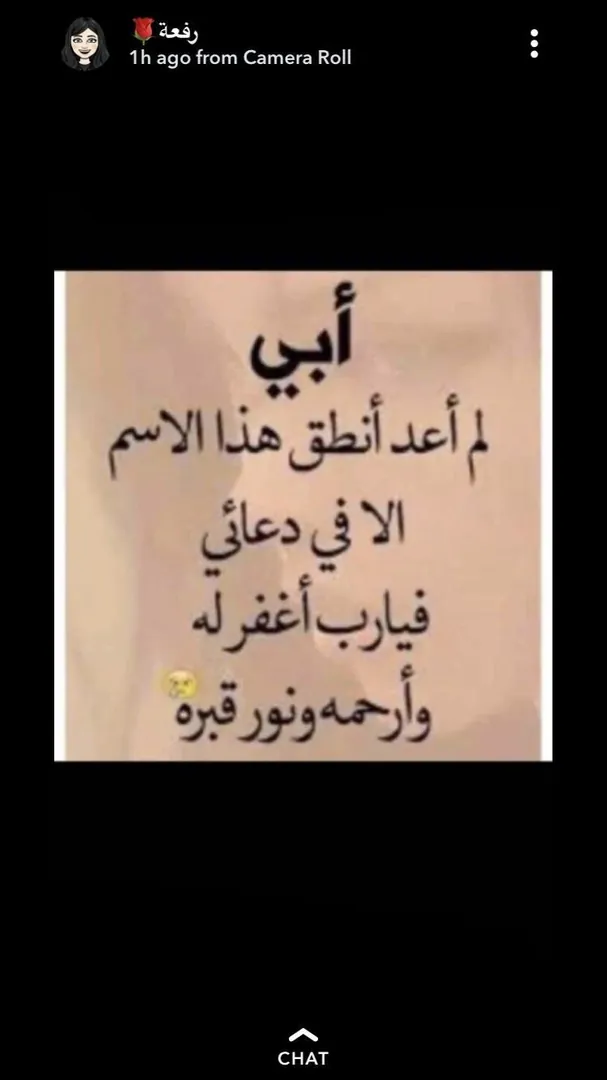 رفعة🌹
1h ago from Camera Roll
أبي
لم أعد أنطق هذا الاسم
الا في دعائي
فيارب أغفر له
وأرحمه ونور قبره😢
CHAT